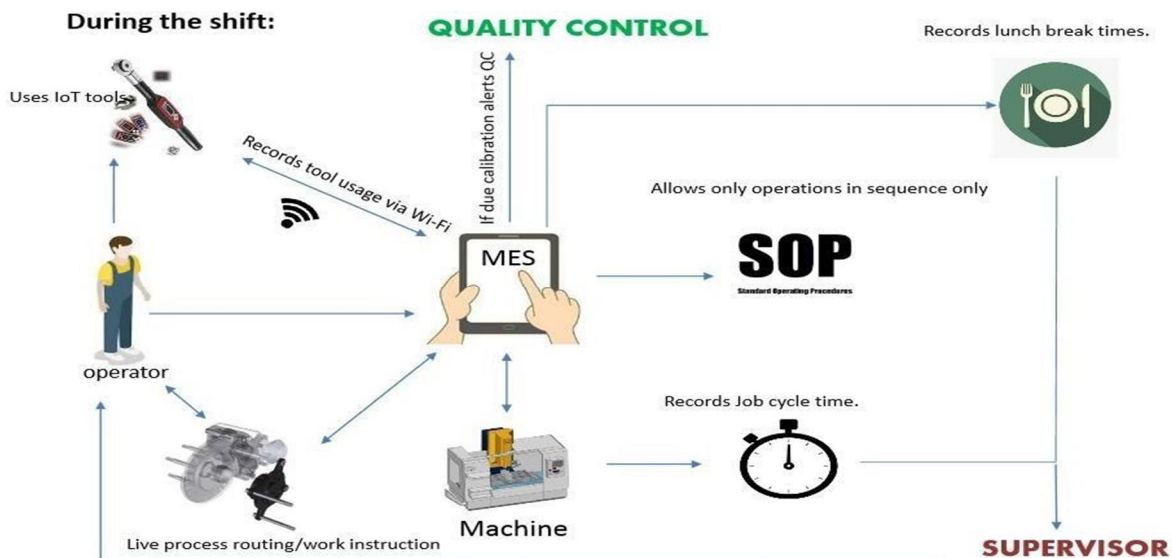 During the shift:
QUALITY CONTROL
Records lunch break times.
Uses IoT tools.
Records tool usage via Wi-Fi
If due calibration alerts QC
Allows only operations in sequence only
MES
SOP
Standard Operating Procedures
operator
Records Job cycle time.
Machine
Live process routing/work instruction
SUPERVISOR